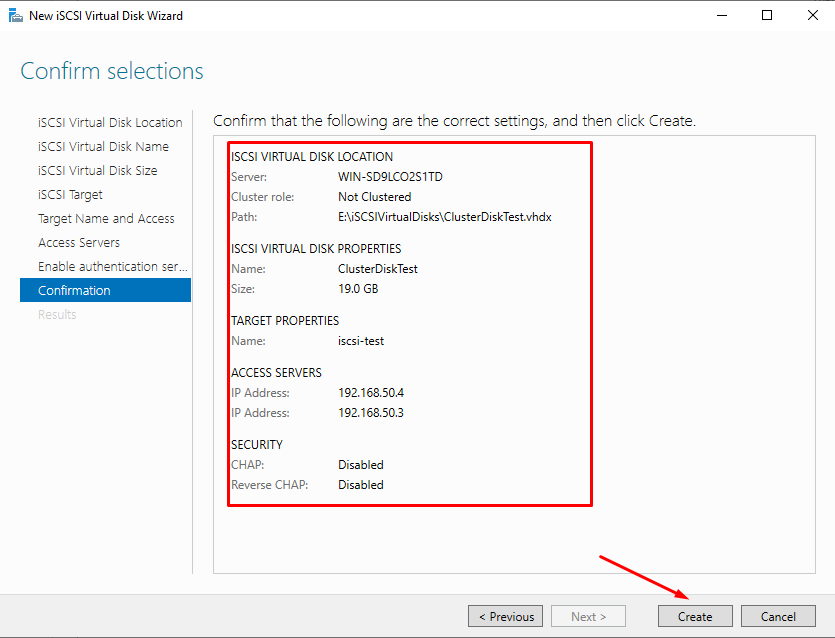 New iSCSI Virtual Disk Wizard
Confirm selections
iSCSI Virtual Disk Location
iSCSI Virtual Disk Name
iSCSI Virtual Disk Size
iSCSI Target
Target Name and Access
Access Servers
Enable authentication ser...
Confirmation
Results
Confirm that the following are the correct settings, and then click Create.
ISCSI VIRTUAL DISK LOCATION
Server: WIN-SD9LCO2S1TD
Cluster role: Not Clustered
Path: E:\iSCSIVirtualDisks\ClusterDiskTest.vhdx
ISCSI VIRTUAL DISK PROPERTIES
Name: ClusterDiskTest
Size: 19.0 GB
TARGET PROPERTIES
Name: iscsi-test
ACCESS SERVERS
IP Address: 192.168.50.4
IP Address: 192.168.50.3
SECURITY
CHAP: Disabled
Reverse CHAP: Disabled
< Previous Next > Create Cancel